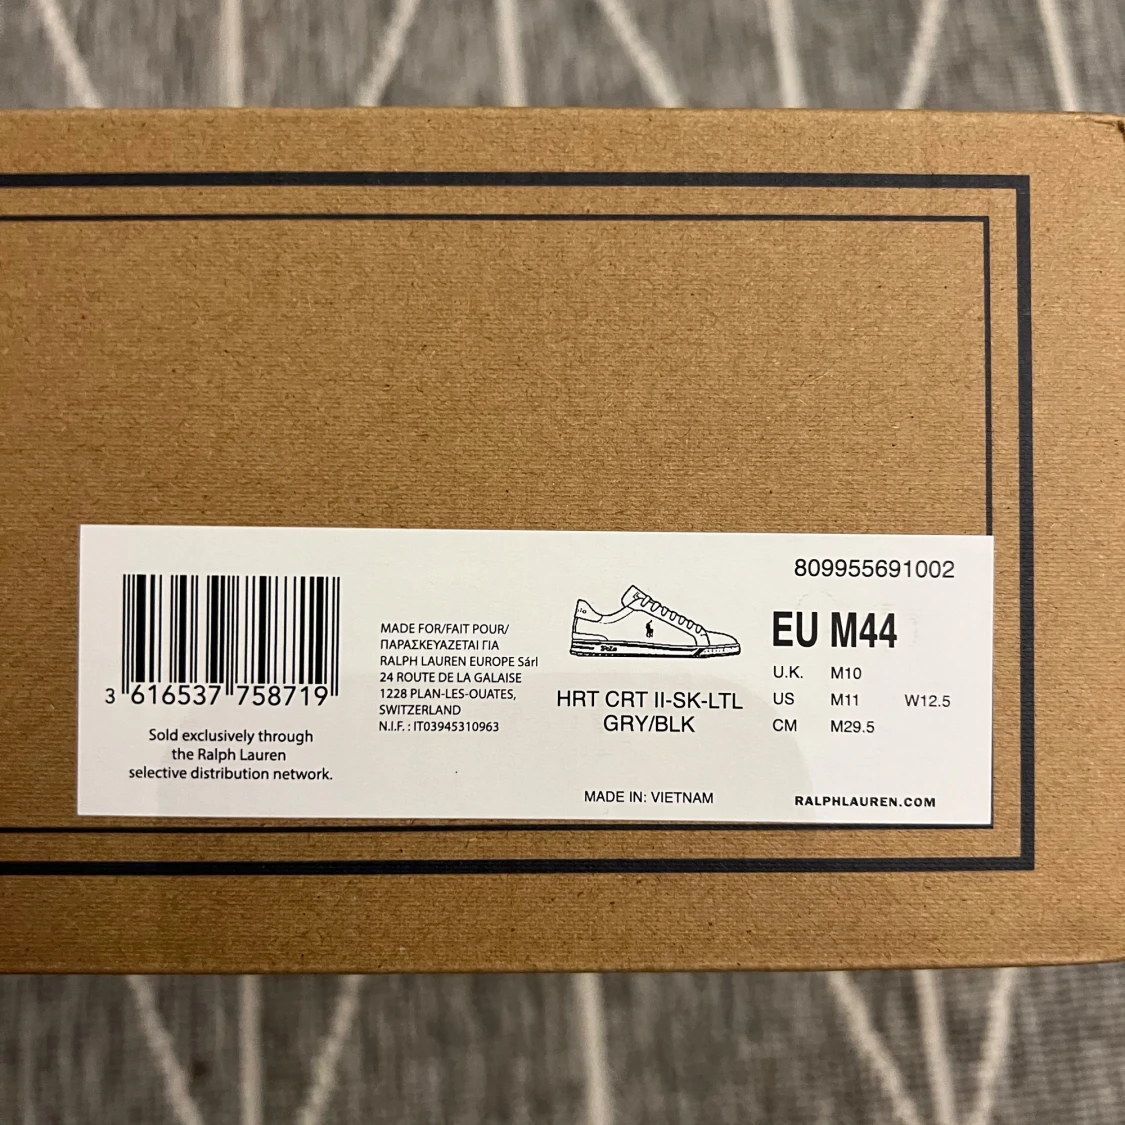 809955691002
3 616537 758719
Sold exclusively through
the Ralph Lauren
selective distribution network.
MADE FOR/FAIT POUR/
ΠΑΡΑΣΚΕΥΑΖΕΤΑΙ ΓΙΑ
RALPH LAUREN EUROPE Sárl
24 ROUTE DE LA GALAISE
1228 PLAN-LES-OUATES,
SWITZERLAND
N.I.F. : IT03945310963
Polo
HRT CRT II-SK-LTL
GRY/BLK
MADE IN: VIETNAM
EU M44
U.K. M10
US M11 W12.5
CM M29.5
RALPHLAUREN.COM